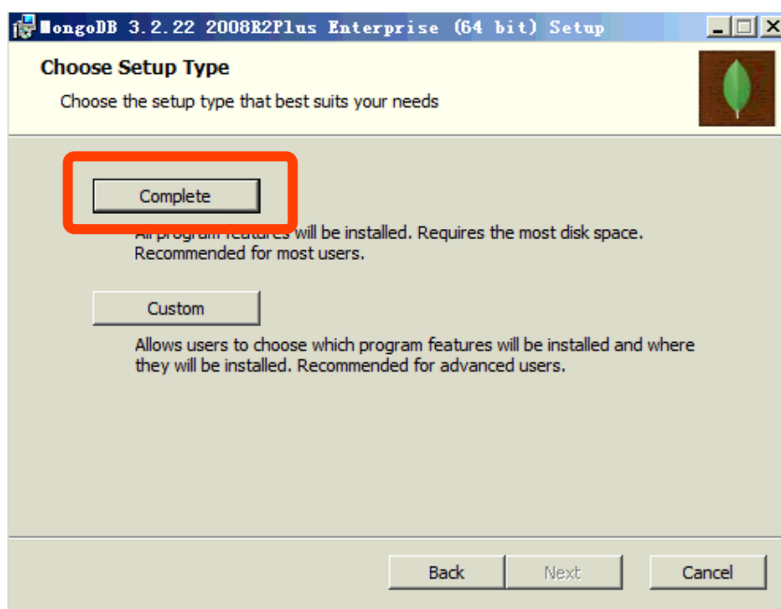 MongoDB 3.2.22 2008R2Plus Enterprise (64 bit) Setup
Choose Setup Type
Choose the setup type that best suits your needs
Complete
All program features will be installed. Requires the most disk space.
Recommended for most users.
Custom
Allows users to choose which program features will be installed and where
they will be installed. Recommended for advanced users.
Back
Next
Cancel